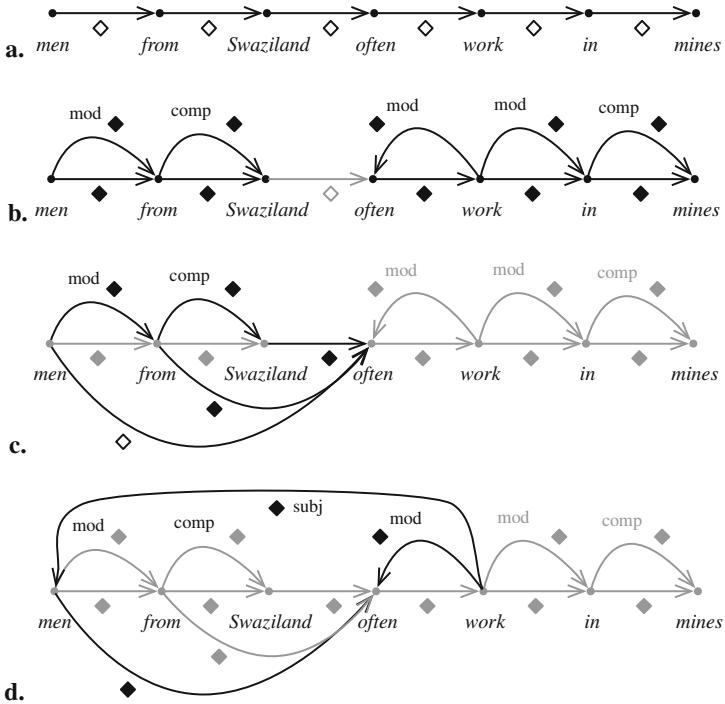 a. men from Swaziland often work in mines
mod comp mod mod comp
b. men from Swaziland often work in mines
mod comp mod mod comp
men from Swaziland often work in mines
c.
subj
mod comp mod mod comp
men from Swaziland often work in mines
d.